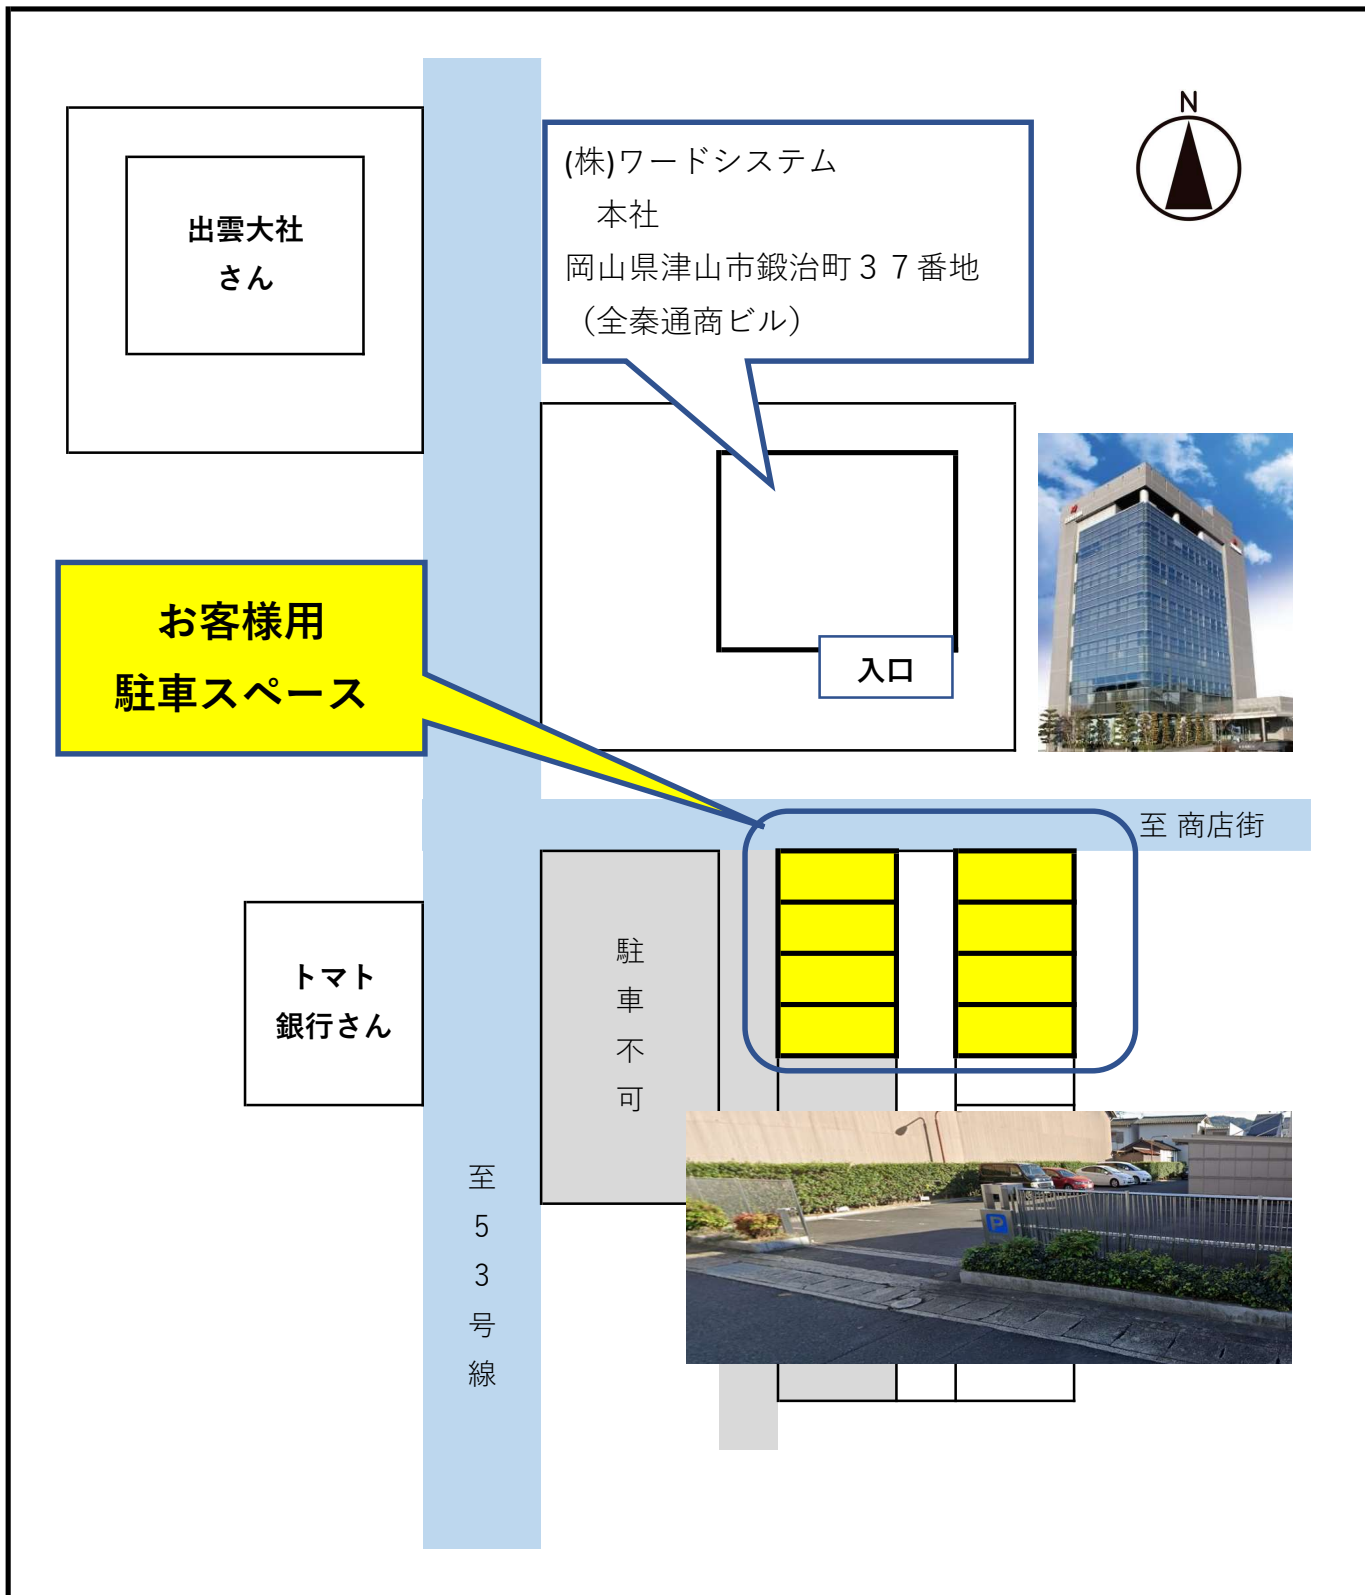 N
(株)ワードシステム
本社
岡山県津山市鍛治町３７番地
（全秦通商ビル）
出雲大社
さん
お客様用
駐車スペース
入口
至 商店街
トマト
銀行さん
駐車不可
至53号線
P